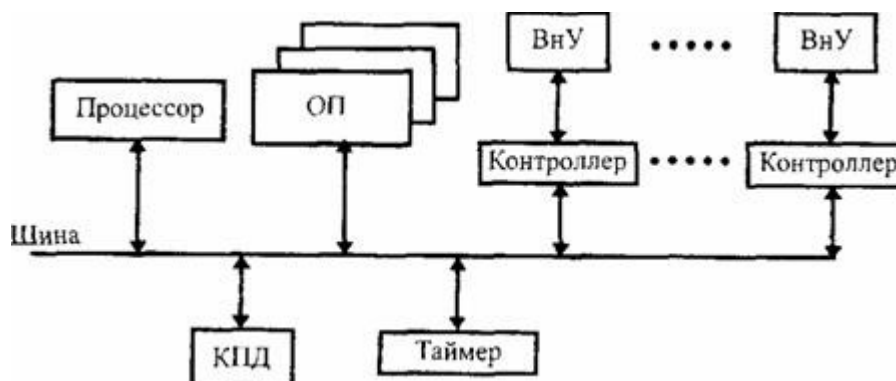 ВнУ
ВнУ
Процессор
ОП
Контроллер
Контроллер
Шина
КПД
Таймер